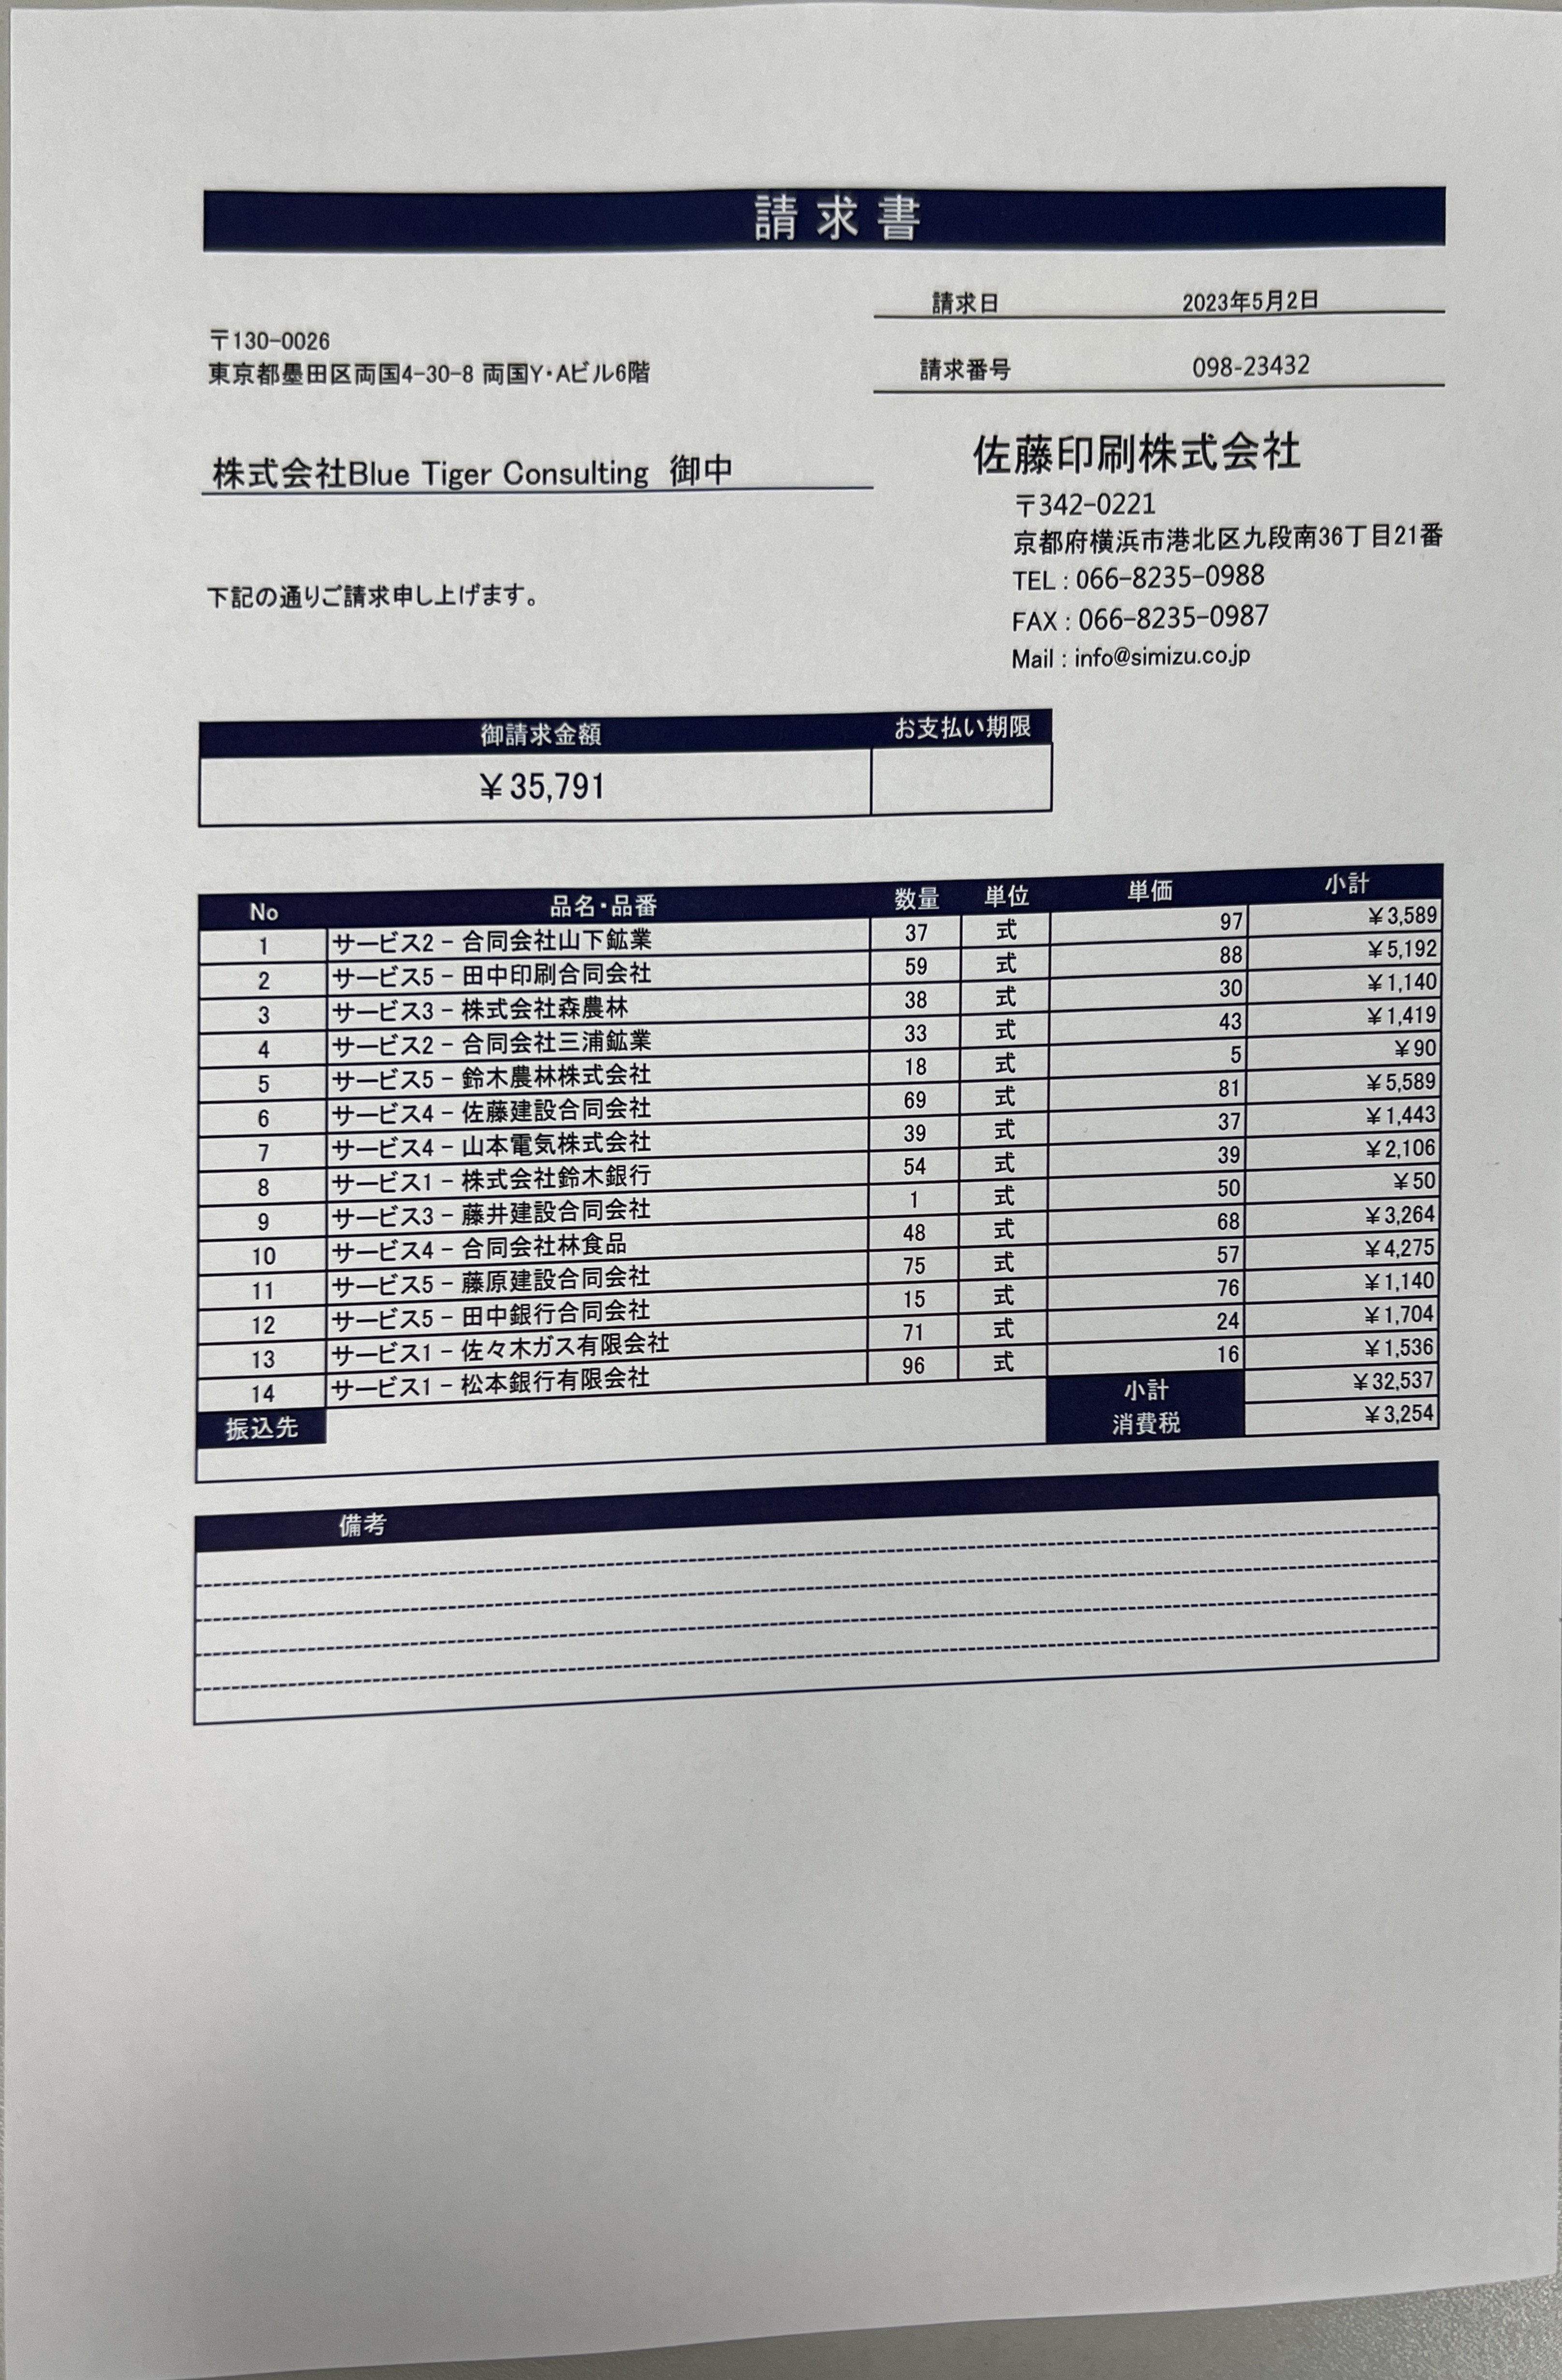 請求書
請求日 2023年5月2日
〒130-0026
東京都墨田区両国4-30-8 両国Y・Aビル6階
請求番号 098-23432
株式会社Blue Tiger Consulting 御中
佐藤印刷株式会社
〒342-0221
京都府横浜市港北区九段南36丁目21番
TEL : 066-8235-0988
FAX : 066-8235-0987
Mail : info@simizu.co.jp
下記の通りご請求申し上げます。
御請求金額 お支払い期限
￥35,791
No 品名・品番 数量 単位 単価 小計
1 サービス2 - 合同会社山下鉱業 37 式 97 ￥3,589
2 サービス5 - 田中印刷合同会社 59 式 88 ￥5,192
3 サービス3 - 株式会社森農林 38 式 30 ￥1,140
4 サービス2 - 合同会社三浦鉱業 33 式 43 ￥1,419
5 サービス5 - 鈴木農林株式会社 18 式 5 ￥90
6 サービス4 - 佐藤建設合同会社 69 式 81 ￥5,589
7 サービス4 - 山本電気株式会社 39 式 37 ￥1,443
8 サービス1 - 株式会社鈴木銀行 54 式 39 ￥2,106
9 サービス3 - 藤井建設合同会社 1 式 50 ￥50
10 サービス4 - 合同会社林食品 48 式 68 ￥3,264
11 サービス5 - 藤原建設合同会社 75 式 57 ￥4,275
12 サービス5 - 田中銀行合同会社 15 式 76 ￥1,140
13 サービス1 - 佐々木ガス有限会社 71 式 24 ￥1,704
14 サービス1 - 松本銀行有限会社 96 式 16 ￥1,536
小計 ￥32,537
振込先 消費税 ￥3,254
備考